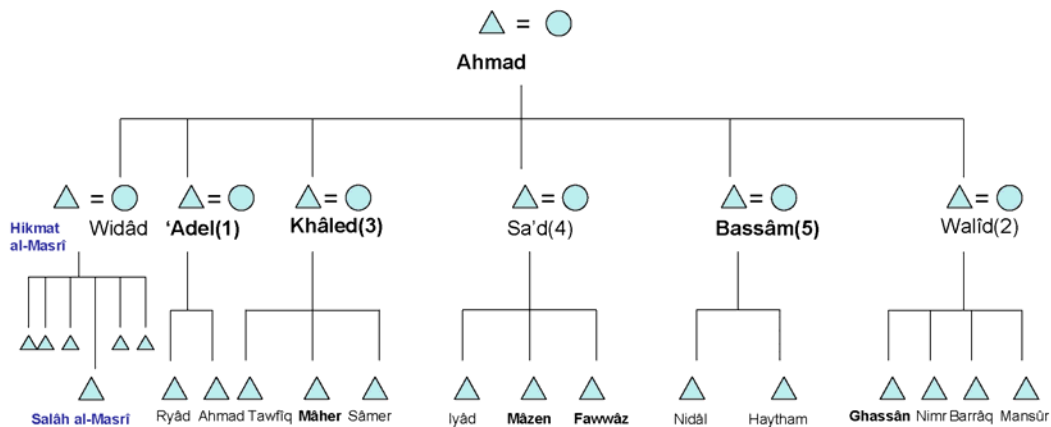 =
Ahmad
= = = = = =
Hikmat al-Masrî
Widâd
‘Adel(1)
Khâled(3)
Sa'd(4)
Bassâm(5)
Walîd(2)
Salâh al-Masrî
Ryâd
Ahmad
Tawfîq
Mâher
Sâmer
Iyâd
Mâzen
Fawwâz
Nidâl
Haytham
Ghassân
Nimr
Barrâq
Mansûr